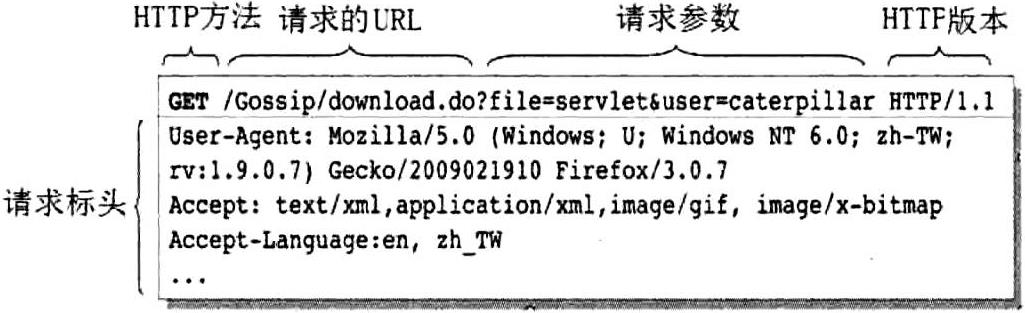 HTTP方法 请求的URL 请求参数 HTTP版本
GET /Gossip/download.do?file=servlet&user=caterpillar HTTP/1.1
User-Agent: Mozilla/5.0 (Windows; U; Windows NT 6.0; zh-TW;
rv:1.9.0.7) Gecko/2009021910 Firefox/3.0.7
请求标头
Accept: text/xml,application/xml,image/gif, image/x-bitmap
Accept-Language:en, zh_TW
...